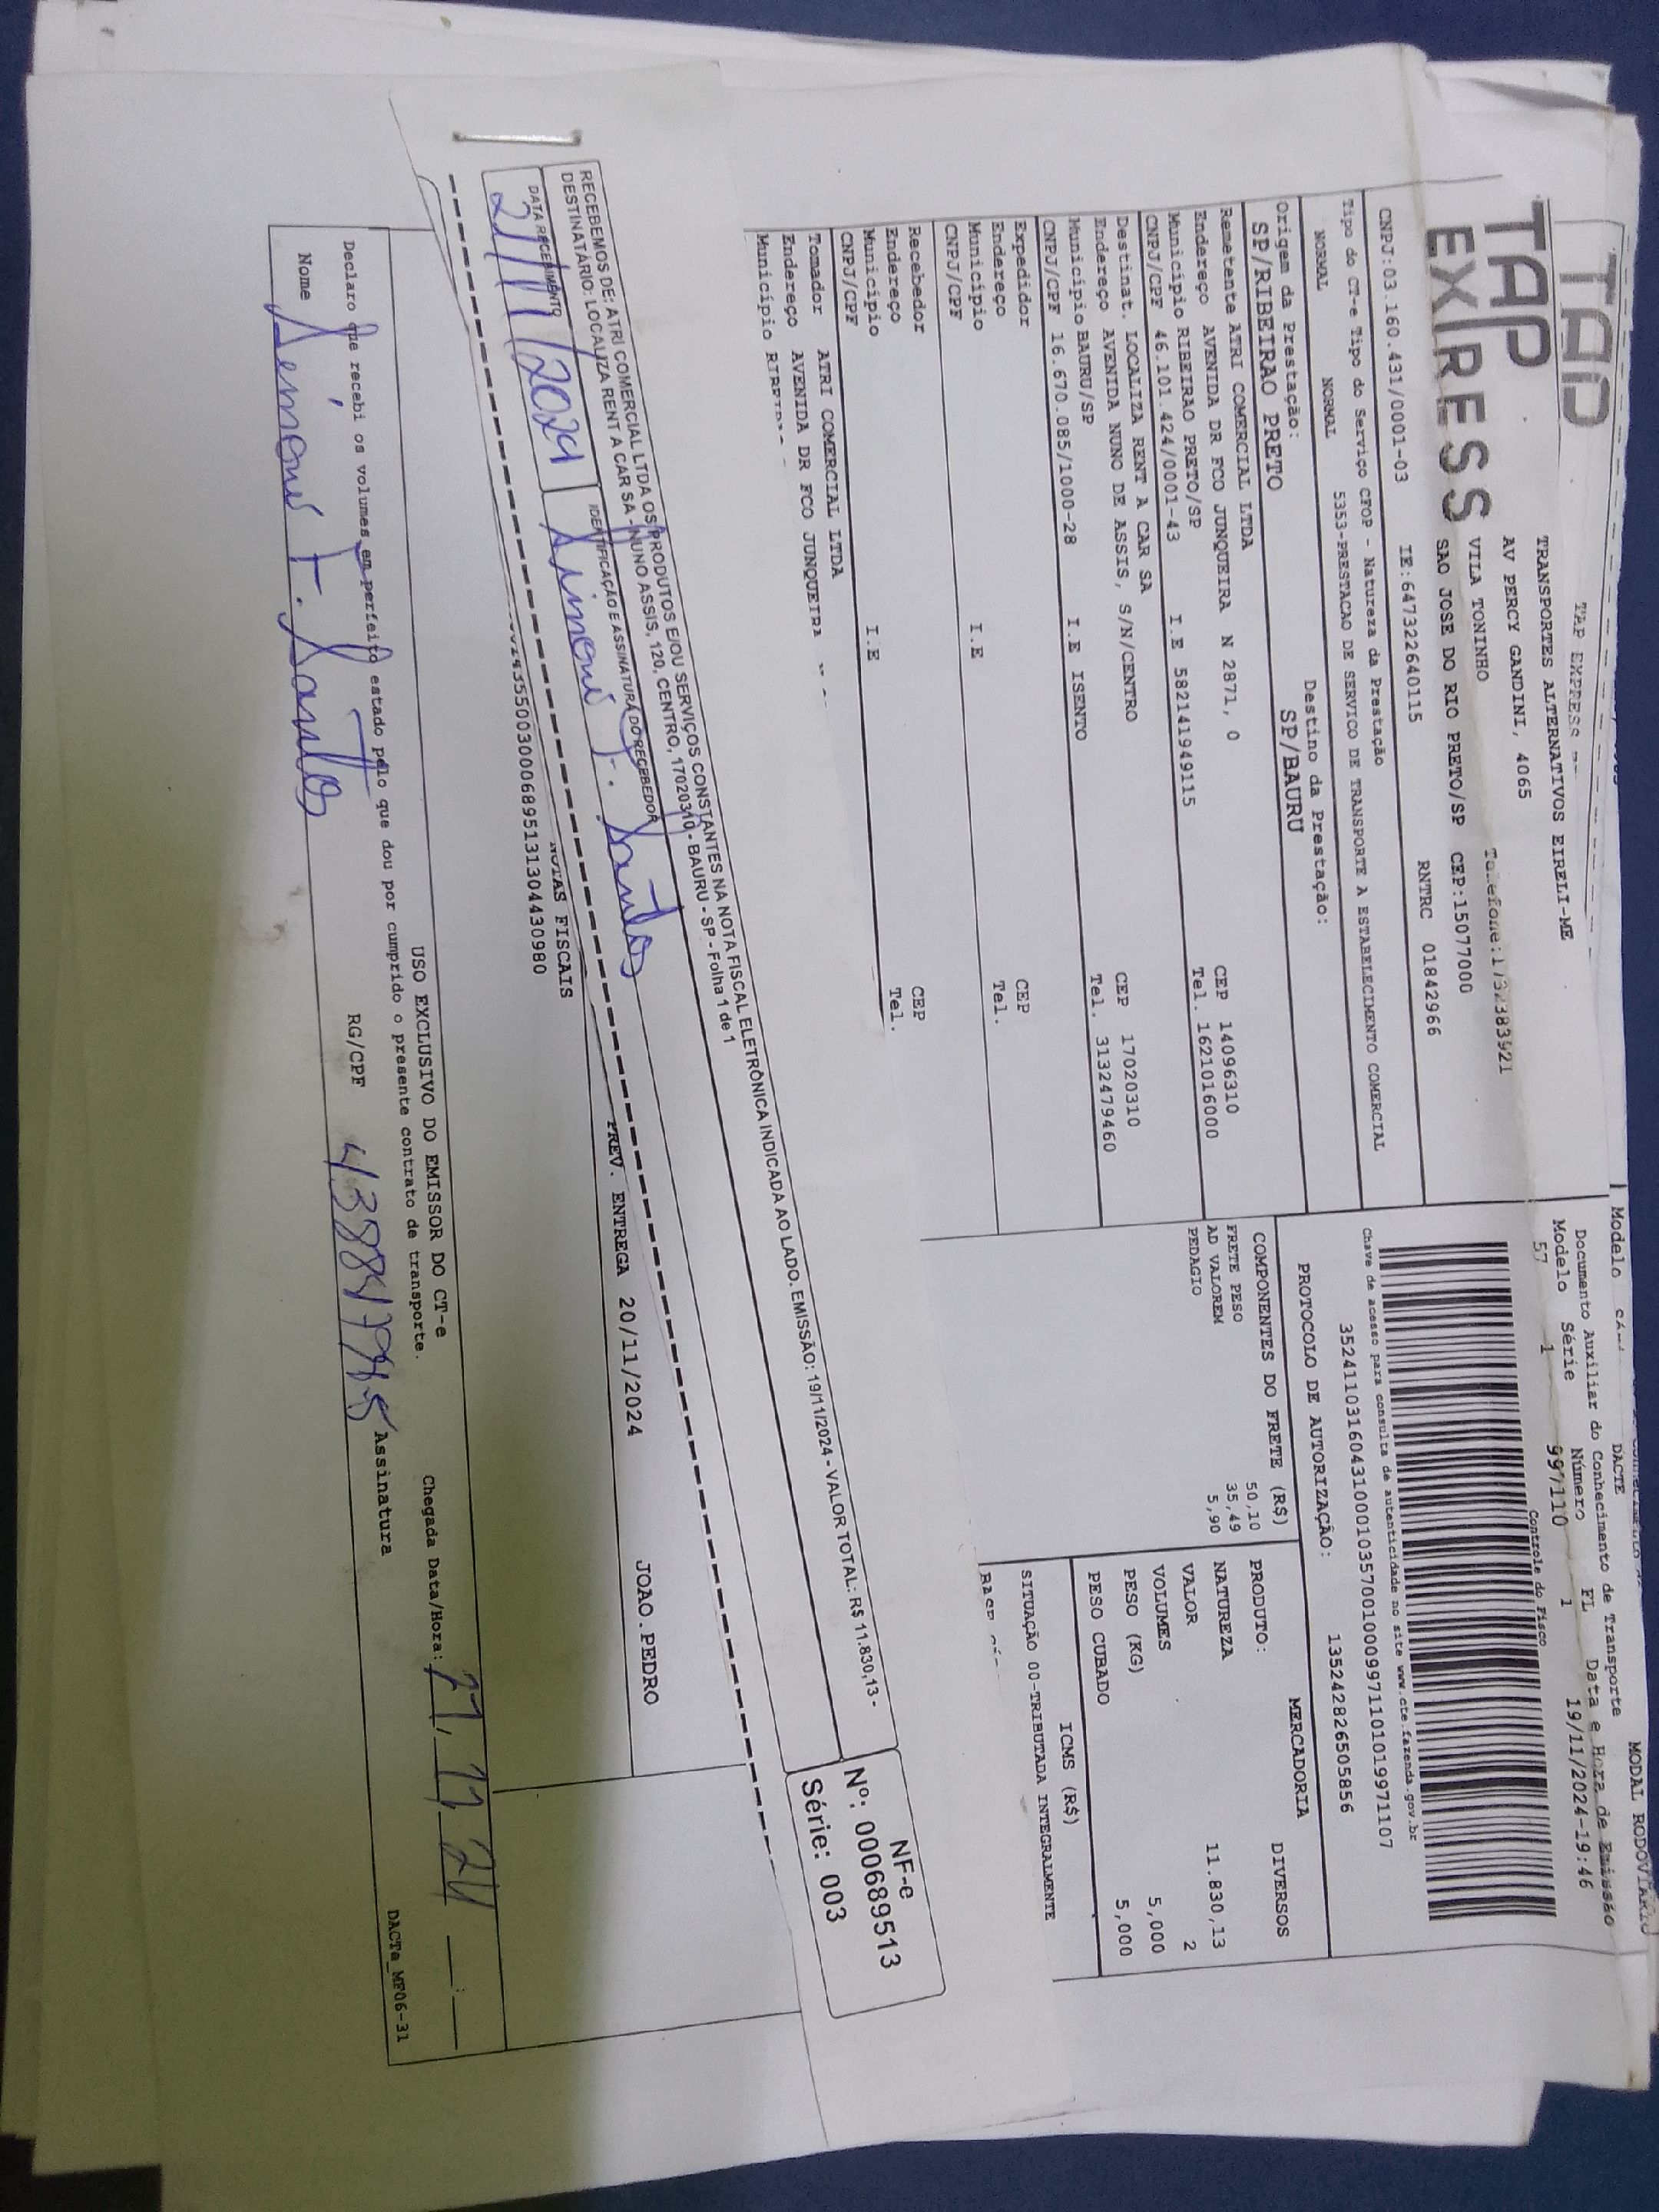 TAP EXPRESS
MODAL RODOVIARIO
TAP
EXPRESS
TRANSPORTES ALTERNATIVOS EIRELI-ME
AV PERCY GANDINI, 4065
VILA TONINHO
SAO JOSE DO RIO PRETO/SP CEP:15077000
CNPJ:03.160.431/0001-03 IE:647322640115 RNTRC 01842966
Modelo
DACTE
Documento Auxiliar do Conhecimento de Transporte
Modelo Série Número FL Data e Hora de Emissão
57 1 997110 1 19/11/2024-19:46
Controle do Fisco
Chave de acesso para consulta de autenticidade no site www.cte.fazenda.gov.br
35241103160431000103570010009971101019971107
PROTOCOLO DE AUTORIZAÇÃO: 135242826505856
Tipo do CT-e Tipo do Serviço CFOP - Natureza da Prestação
NORMAL NORMAL 5353-PRESTACAO DE SERVICO DE TRANSPORTE A ESTABELECIMENTO COMERCIAL
Origem da Prestação: Destino da Prestação:
SP/RIBEIRAO PRETO SP/BAURU
Remetente ATRI COMERCIAL LTDA
Endereço AVENIDA DR FCO JUNQUEIRA N 2871, 0 CEP 14096310
Município RIBEIRAO PRETO/SP Tel. 1621016000
CNPJ/CPF 46.101.424/0001-43 I.E 582141949115
Destinat. LOCALIZA RENT A CAR SA
Endereço AVENIDA NUNO DE ASSIS, S/N/CENTRO CEP 17020310
Município BAURU/SP Tel. 3132479460
CNPJ/CPF 16.670.085/1000-28 I.E ISENTO
Expedidor
Endereço CEP
Município Tel.
CNPJ/CPF I.E
Recebedor
Endereço CEP
Município Tel.
CNPJ/CPF I.E
Tomador ATRI COMERCIAL LTDA
Endereço AVENIDA DR FCO JUNQUEIRA
Município
COMPONENTES DO FRETE (R$)
FRETE PESO 50,10
AD VALOREM 35,49
PEDAGIO 5,90
MERCADORIA
PRODUTO: DIVERSOS
NATUREZA
VALOR 11.830,13
VOLUMES 2
PESO (KG) 5,000
PESO CUBADO 5,000
ICMS (R$)
SITUAÇÃO 00-TRIBUTADA INTEGRALMENTE
RECEBEMOS DE: ATRI COMERCIAL LTDA OS PRODUTOS E/OU SERVIÇOS CONSTANTES NA NOTA FISCAL ELETRÔNICA INDICADA AO LADO. EMISSÃO: 19/11/2024 - VALOR TOTAL: R$ 11.830,13 -
DESTINATÁRIO: LOCALIZA RENT A CAR SA - NUNO ASSIS, 120, CENTRO, 17020310 - BAURU - SP - Folha 1 de 1
DATA RECEBIMENTO IDENTIFICAÇÃO E ASSINATURA DO RECEBEDOR
21/11/2024 Simoni T. Santos
NF-e
Nº: 000689513
Série: 003
NOTAS FISCAIS
PREV. ENTREGA 20/11/2024
JOAO.PEDRO
USO EXCLUSIVO DO EMISSOR DO CT-e
Declaro que recebi os volumes em perfeito estado pelo que dou por cumprido o presente contrato de transporte.
Chegada Data/Hora: 21/11/24
Nome Simoni T. Santos RG/CPF Assinatura
DACTe_MF06-31